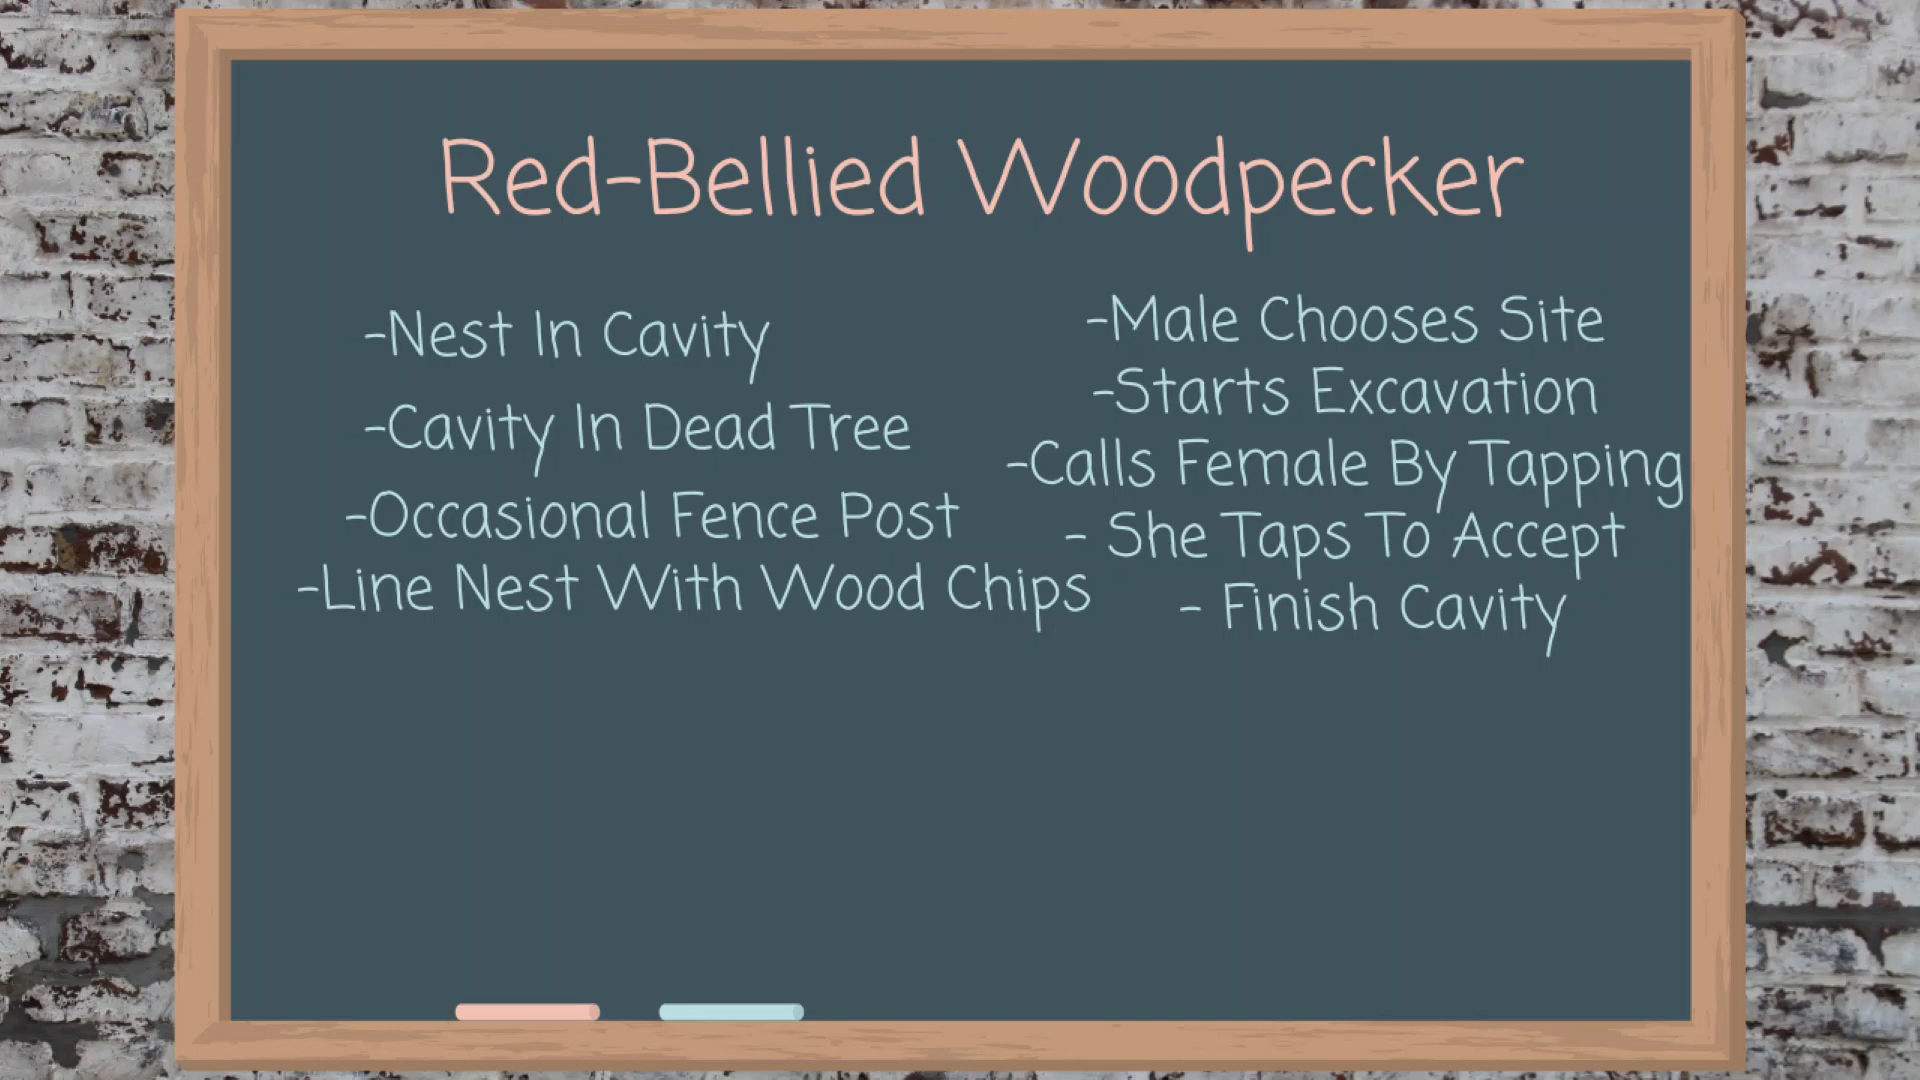 Red-Bellied Woodpecker
-Nest In Cavity
-Cavity In Dead Tree
-Occasional Fence Post
-Line Nest With Wood Chips
-Male Chooses Site
-Starts Excavation
-Calls Female By Tapping
- She Taps To Accept
- Finish Cavity